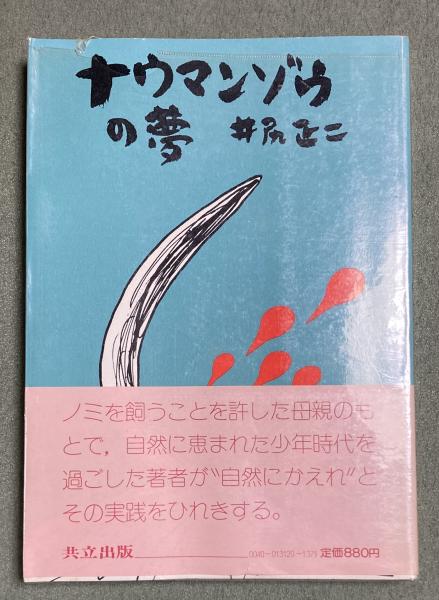 ナウマンゾウ
の夢 井尻正二
ノミを飼うことを許した母親のも
とで，自然に恵まれた少年時代を
過ごした著者が“自然にかえれ”と
その実践をひれきする。
共立出版 定価880円